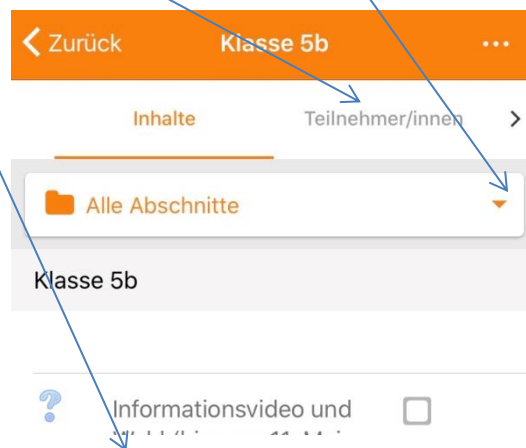 Zurück
Klasse 5b
Inhalte
Teilnehmer/innen
Alle Abschnitte
Klasse 5b
Informationsvideo und